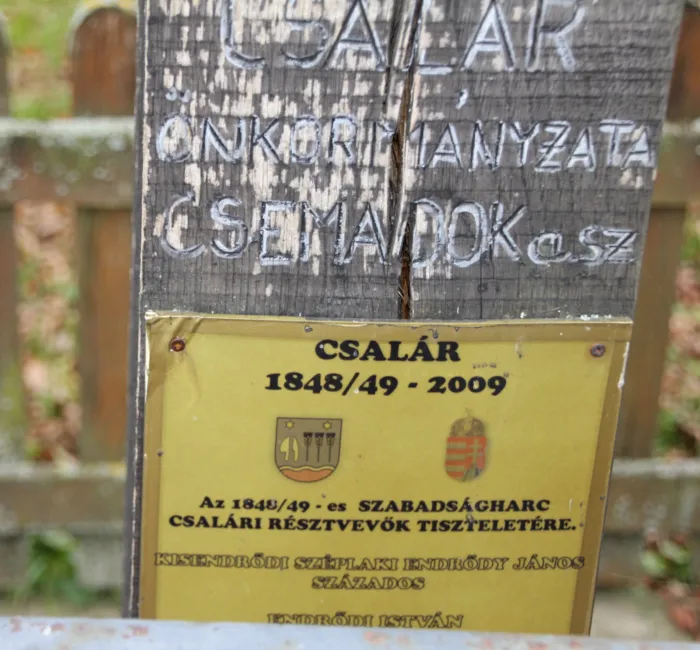 CSALÁR
ÖNKORMÁNYZATA
CSEMADOK a SZ
CSALÁR
1848/49 - 2009
Az 1848/49 - es SZABADSÁGHARC
CSALÁRI RÉSZTVEVŐK TISZTELETÉRE.
KISENDRŐDI SZÉPLAKI ENDRŐDY JÁNOS
SZÁZADOS
ENDRŐDI ISTVÁN